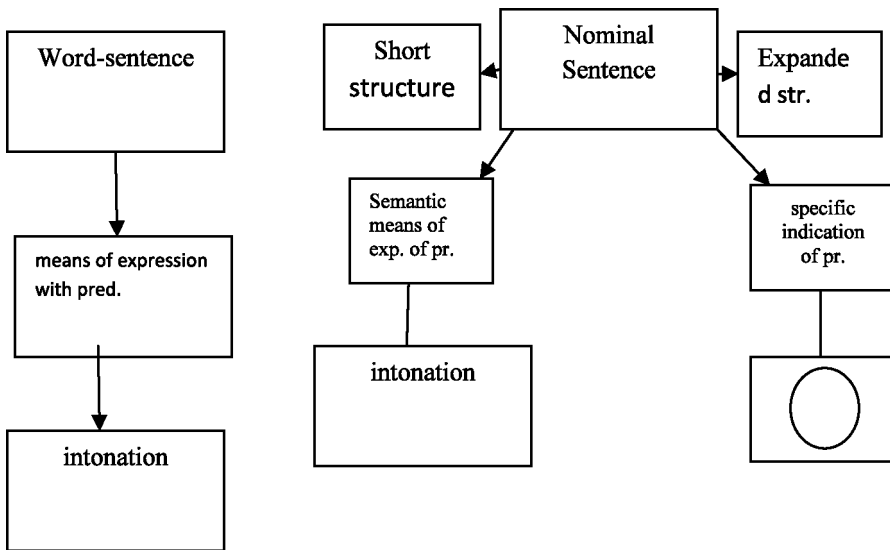 Word-sentence
means of expression
with pred.
intonation
Short
structure
Nominal
Sentence
Expande
d str.
Semantic
means of
exp. of pr.
specific
indication
of pr.
intonation